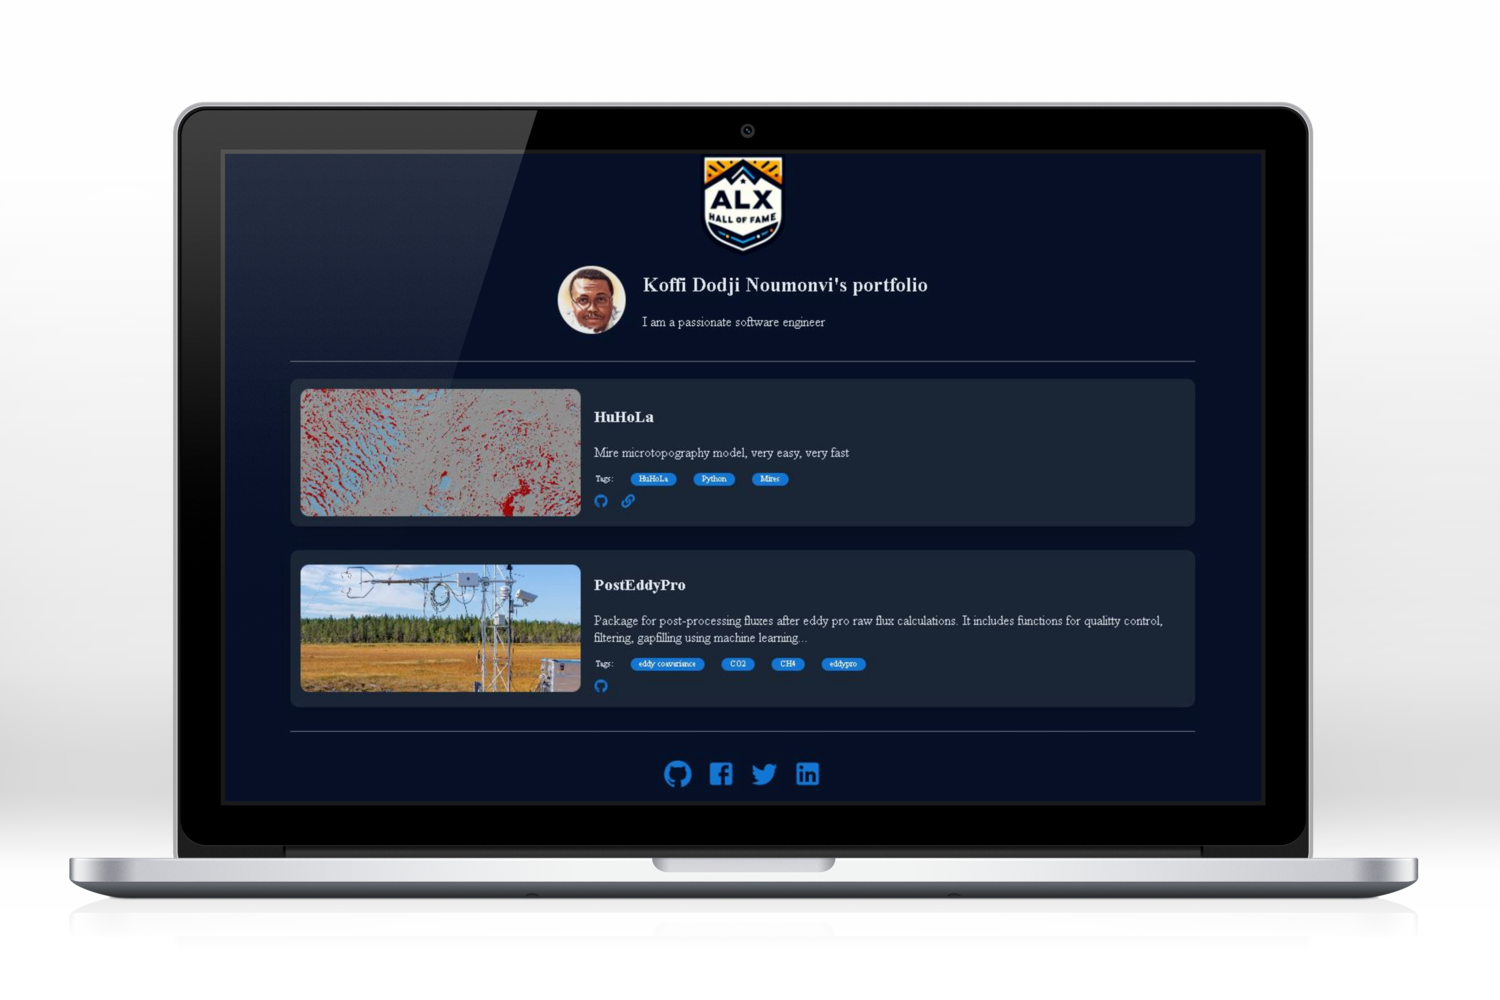 ALX
HALL OF FAME
Koffi Dodji Noumonvi's portfolio
I am a passionate software engineer
HuHoLa
Mire microtopography model, very easy, very fast
Tags: HuHoLa Python Mires
PostEddyPro
Package for post-processing fluxes after eddy pro raw flux calculations. It includes functions for qualitty control,
filtering, gapfilling using machine learning...
Tags: eddy covariance CO2 CH4 eddypro